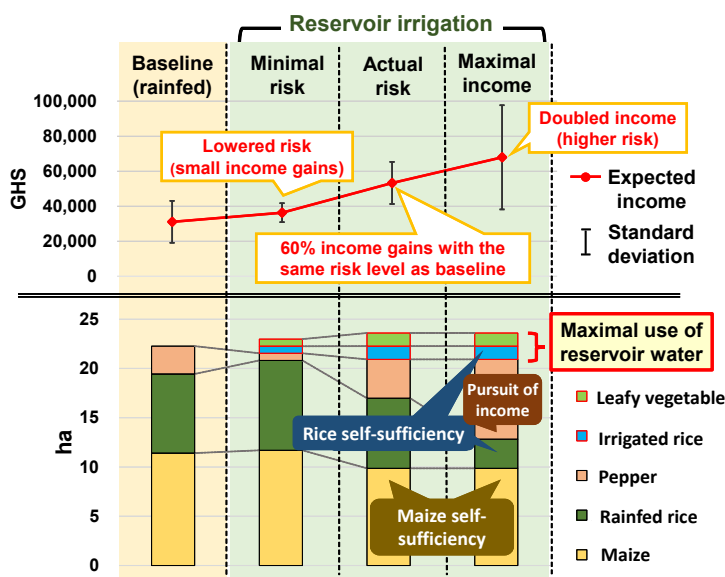 Reservoir irrigation
Baseline
(rainfed)
Minimal
risk
Actual
risk
Maximal
income
100,000
80,000
60,000
40,000
20,000
0
GHS
Lowered risk
(small income gains)
Doubled income
(higher risk)
60% income gains with the
same risk level as baseline
Expected
income
Standard
deviation
25
20
15
10
5
0
ha
Maximal use of
reservoir water
Pursuit of
income
Rice self-sufficiency
Maize self-
sufficiency
Leafy vegetable
Irrigated rice
Pepper
Rainfed rice
Maize